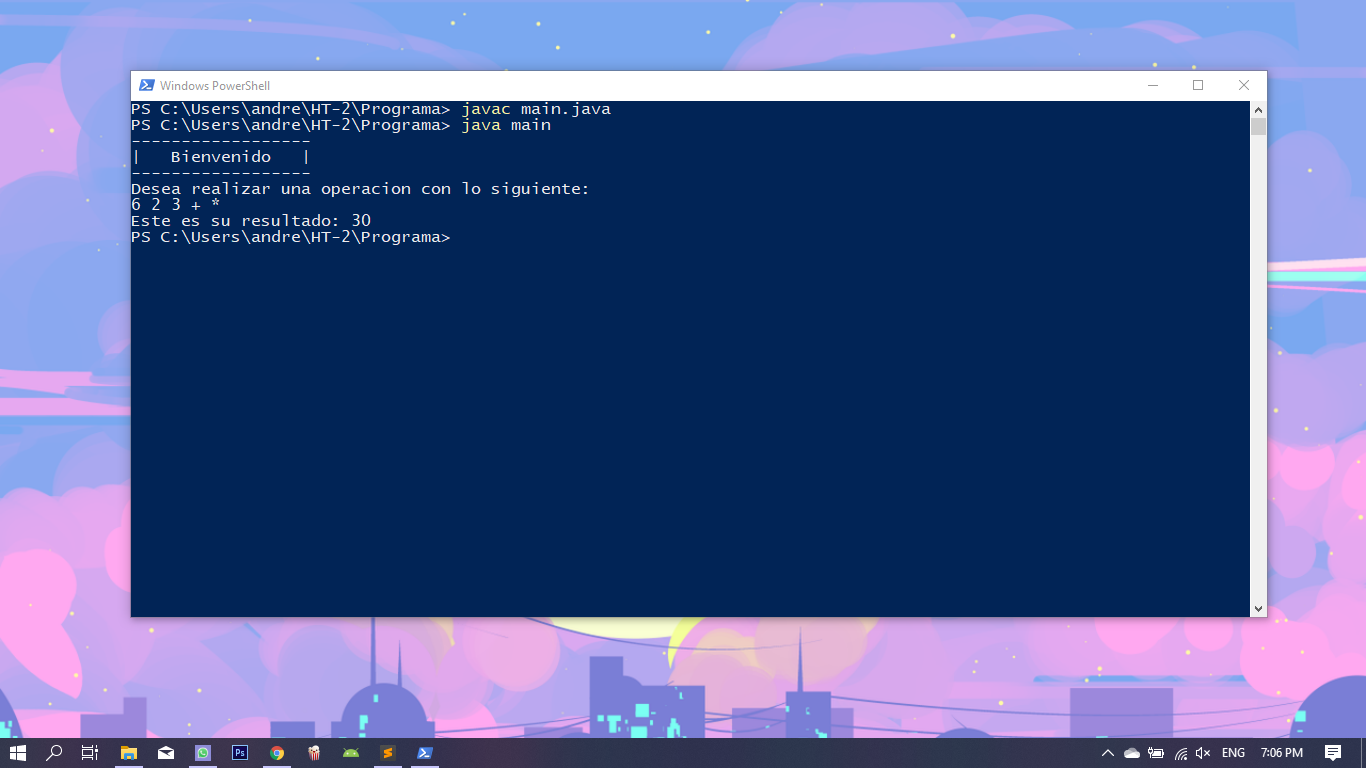 Windows PowerShell
PS C:\Users\andre\HT-2\Programa> javac main.java
PS C:\Users\andre\HT-2\Programa> java main
------------------
|   Bienvenido   |
------------------
Desea realizar una operacion con lo siguiente:
6 2 3 + *
Este es su resultado: 30
PS C:\Users\andre\HT-2\Programa>
Ps
ENG
7:06 PM